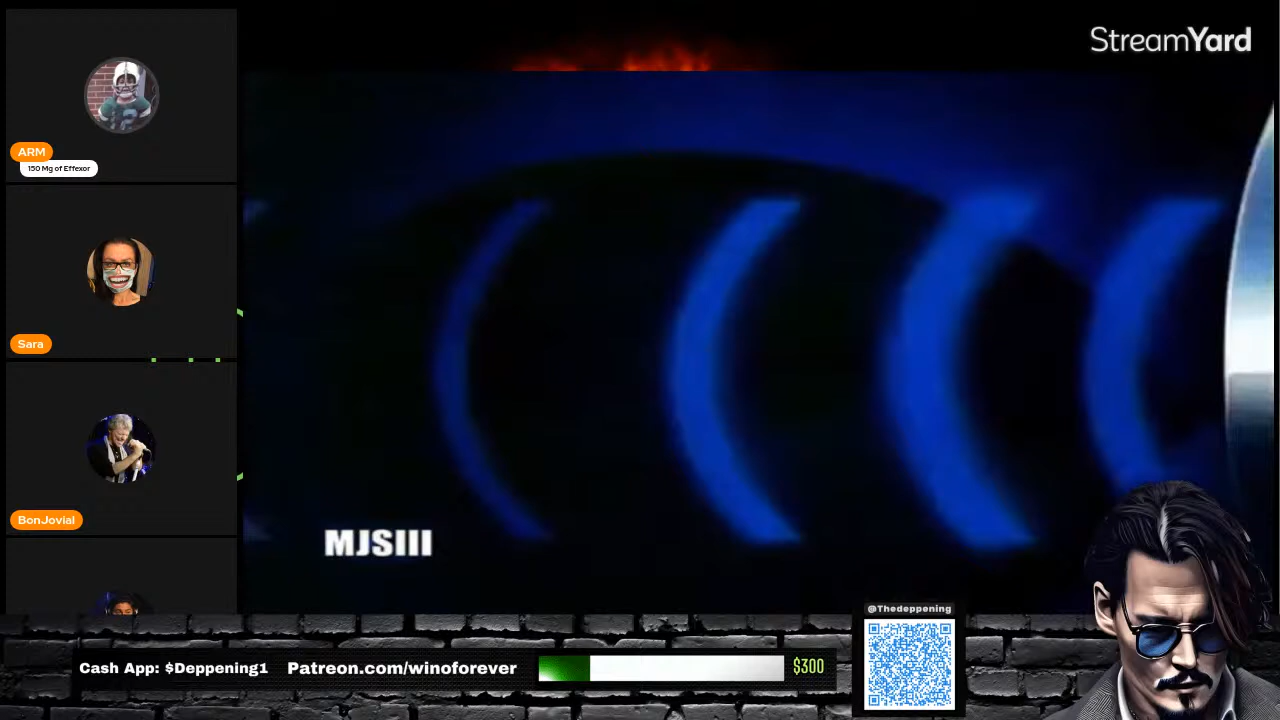 StreamYard
ARM
150 Mg of Effexor
Sara
BonJovial
MJSIII
@Thedeppening
Cash App: $Deppening1 Patreon.com/winoforever $300